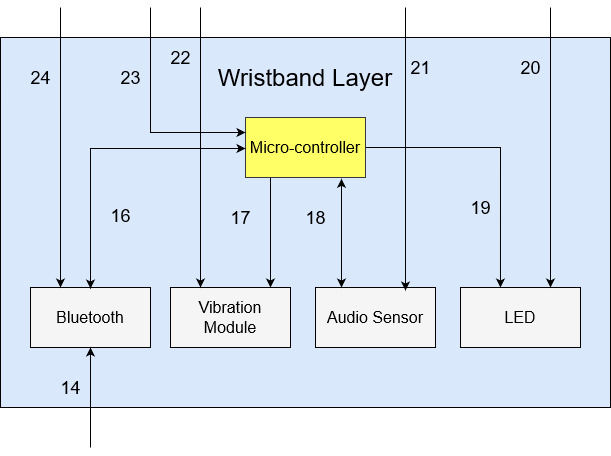 22
21
20
24
23
Wristband Layer
Micro-controller
16
17
18
19
Bluetooth
Vibration
Module
Audio Sensor
LED
14